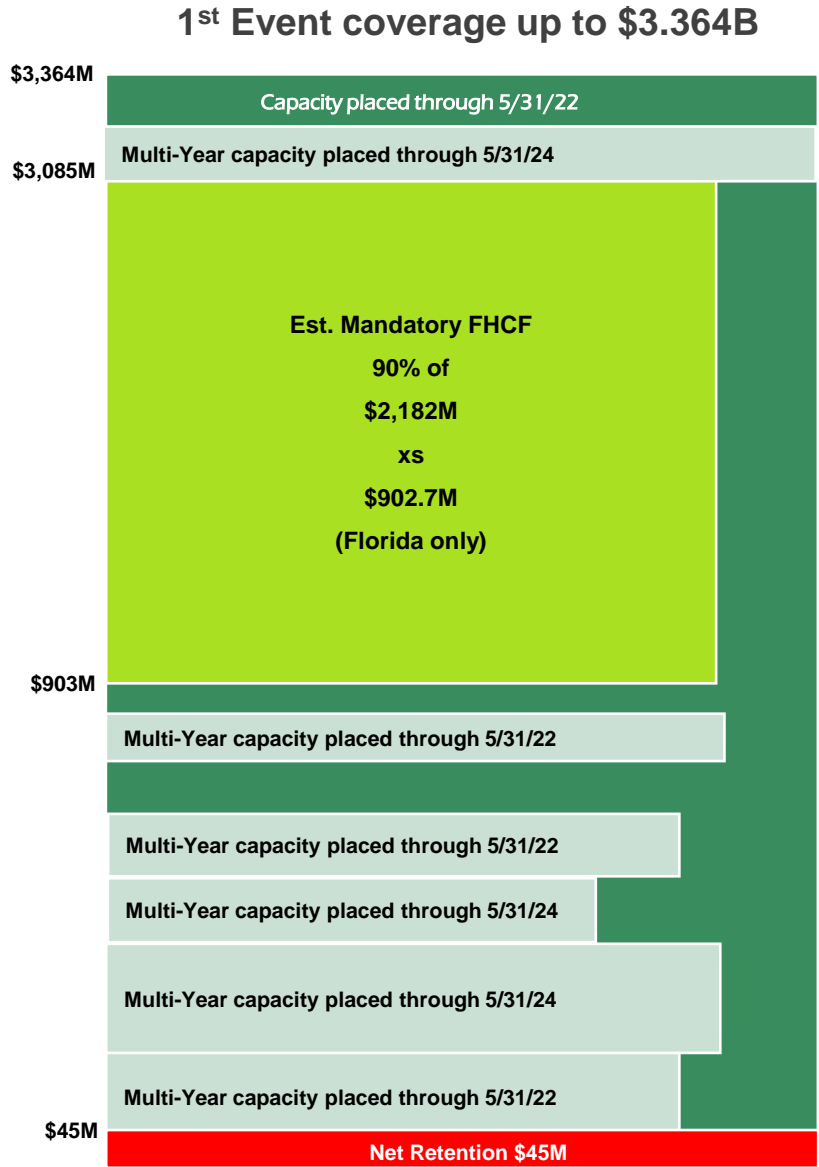 1st Event coverage up to $3.364B
$3,364M
Capacity placed through 5/31/22
Multi-Year capacity placed through 5/31/24
$3,085M
Est. Mandatory FHCF
90% of
$2,182M
xs
$902.7M
(Florida only)
$903M
Multi-Year capacity placed through 5/31/22
Multi-Year capacity placed through 5/31/22
Multi-Year capacity placed through 5/31/24
Multi-Year capacity placed through 5/31/24
Multi-Year capacity placed through 5/31/22
$45M
Net Retention $45M